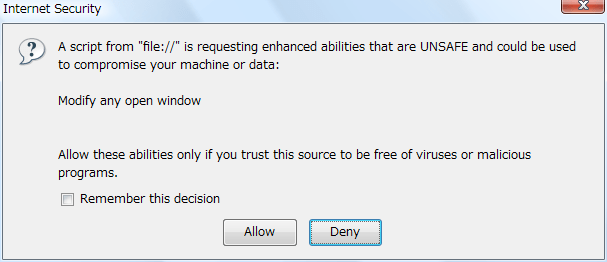 Internet Security
A script from "file://" is requesting enhanced abilities that are UNSAFE and could be used
to compromise your machine or data:
Modify any open window
Allow these abilities only if you trust this source to be free of viruses or malicious
programs.
Remember this decision
Allow Deny